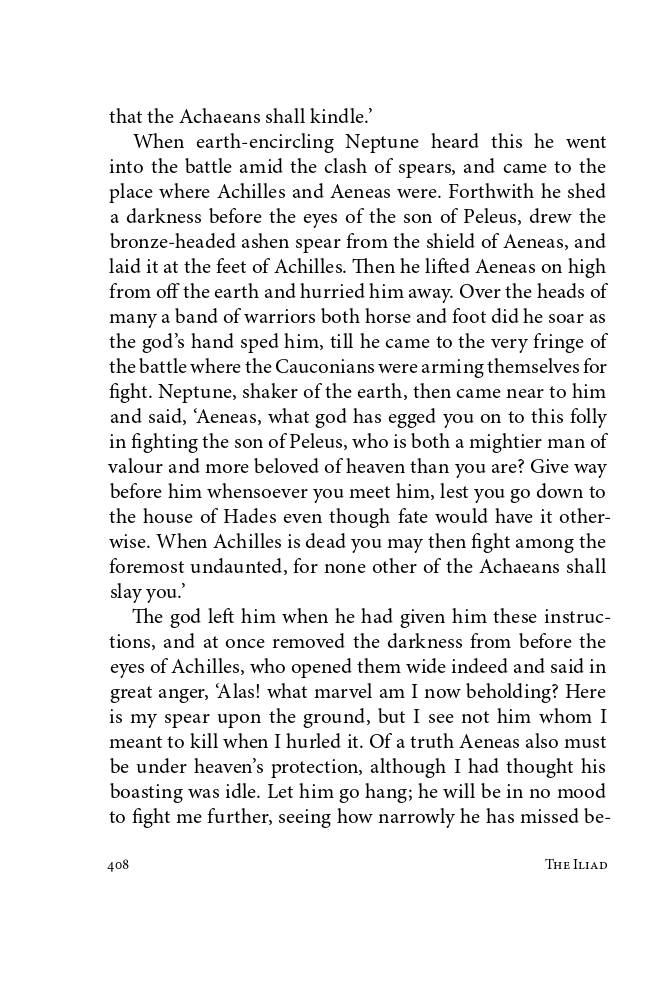 that the Achaeans shall kindle.’
When earth-encircling Neptune heard this he went
into the battle amid the clash of spears, and came to the
place where Achilles and Aeneas were. Forthwith he shed
a darkness before the eyes of the son of Peleus, drew the
bronze-headed ashen spear from the shield of Aeneas, and
laid it at the feet of Achilles. Then he lifted Aeneas on high
from off the earth and hurried him away. Over the heads of
many a band of warriors both horse and foot did he soar as
the god’s hand sped him, till he came to the very fringe of
the battle where the Cauconians were arming themselves for
fight. Neptune, shaker of the earth, then came near to him
and said, ‘Aeneas, what god has egged you on to this folly
in fighting the son of Peleus, who is both a mightier man of
valour and more beloved of heaven than you are? Give way
before him whensoever you meet him, lest you go down to
the house of Hades even though fate would have it other-
wise. When Achilles is dead you may then fight among the
foremost undaunted, for none other of the Achaeans shall
slay you.’
The god left him when he had given him these instruc-
tions, and at once removed the darkness from before the
eyes of Achilles, who opened them wide indeed and said in
great anger, ‘Alas! what marvel am I now beholding? Here
is my spear upon the ground, but I see not him whom I
meant to kill when I hurled it. Of a truth Aeneas also must
be under heaven’s protection, although I had thought his
boasting was idle. Let him go hang; he will be in no mood
to fight me further, seeing how narrowly he has missed be-
408 The Iliad